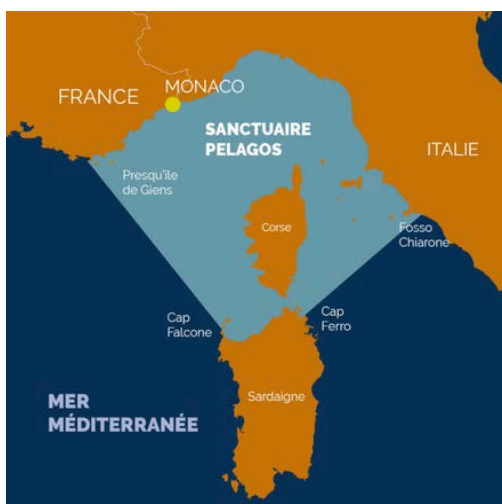 MONACO
FRANCE
SANCTUAIRE
PELAGOS
ITALIE
Presqu'île
de Giens
Corse
Fosso
Chiarone
Cap
Falcone
Cap
Ferro
Sardaigne
MER
MÉDITERRANÉE